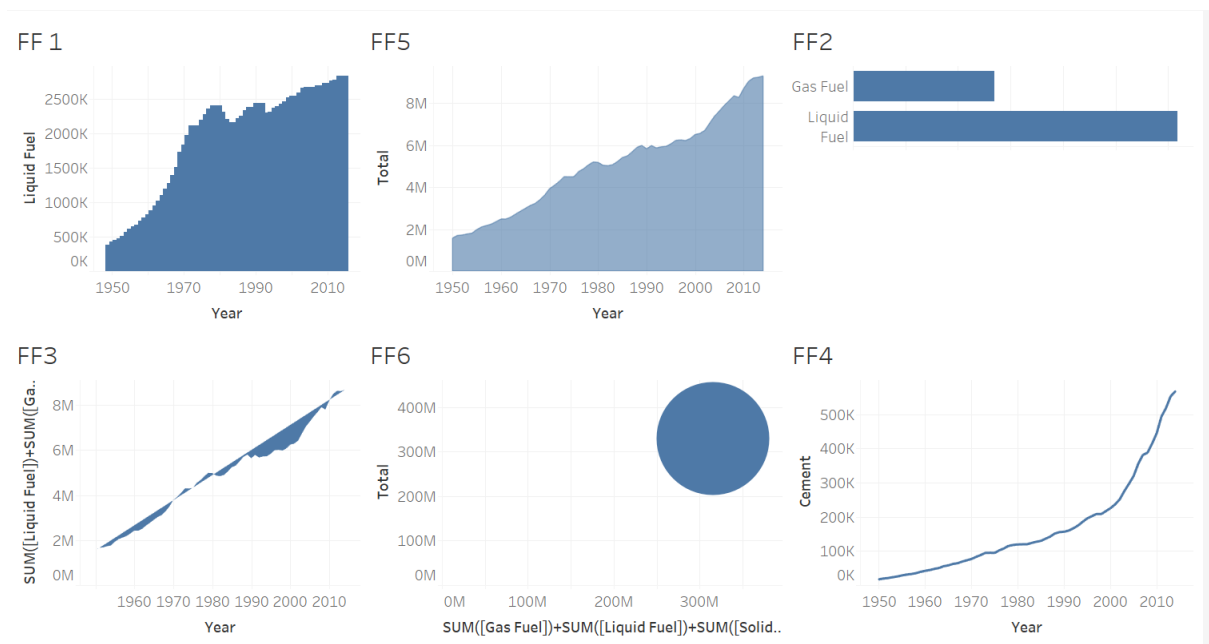 FF 1
Liquid Fuel
2500K
2000K
1500K
1000K
500K
0K
1950 1970 1990 2010
Year
FF5
Total
8M
6M
4M
2M
0M
1950 1960 1970 1980 1990 2000 2010
Year
FF2
Gas Fuel
Liquid
Fuel
FF3
SUM([Liquid Fuel])+SUM([Ga..
8M
6M
4M
2M
0M
1960 1970 1980 1990 2000 2010
Year
FF6
Total
400M
300M
200M
100M
0M
0M 100M 200M 300M
SUM([Gas Fuel])+SUM([Liquid Fuel])+SUM([Solid..
FF4
Cement
500K
400K
300K
200K
100K
0K
1950 1960 1970 1980 1990 2000 2010
Year